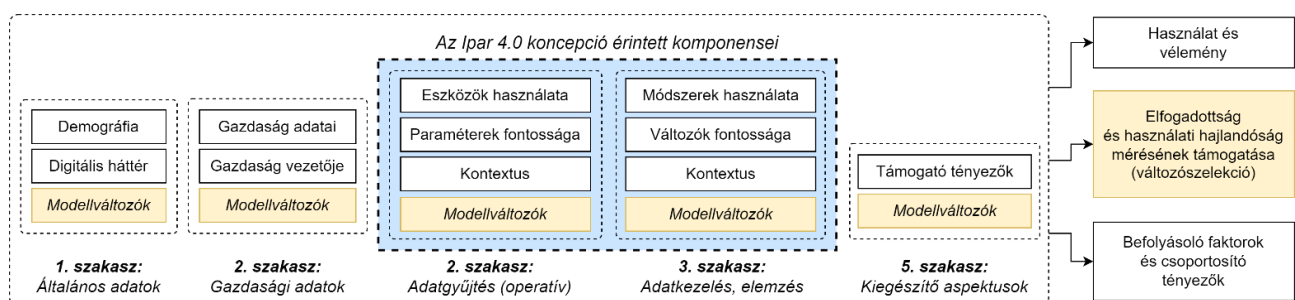 Az Ipar 4.0 koncepció érintett komponensei
Demográfia
Digitális háttér
Modellváltozók
1. szakasz:
Általános adatok
Gazdaság adatai
Gazdaság vezetője
Modellváltozók
2. szakasz:
Gazdasági adatok
Eszközök használata
Paraméterek fontossága
Kontextus
Modellváltozók
2. szakasz:
Adatgyűjtés (operatív)
Módszerek használata
Változók fontossága
Kontextus
Modellváltozók
3. szakasz:
Adatkezelés, elemzés
Támogató tényezők
Modellváltozók
5. szakasz:
Kiegészítő aspektusok
Használat és
vélemény
Elfogadottság
és használati hajlandóság
mérésének támogatása
(változószelekció)
Befolyásoló faktorok
és csoportosító
tényezők